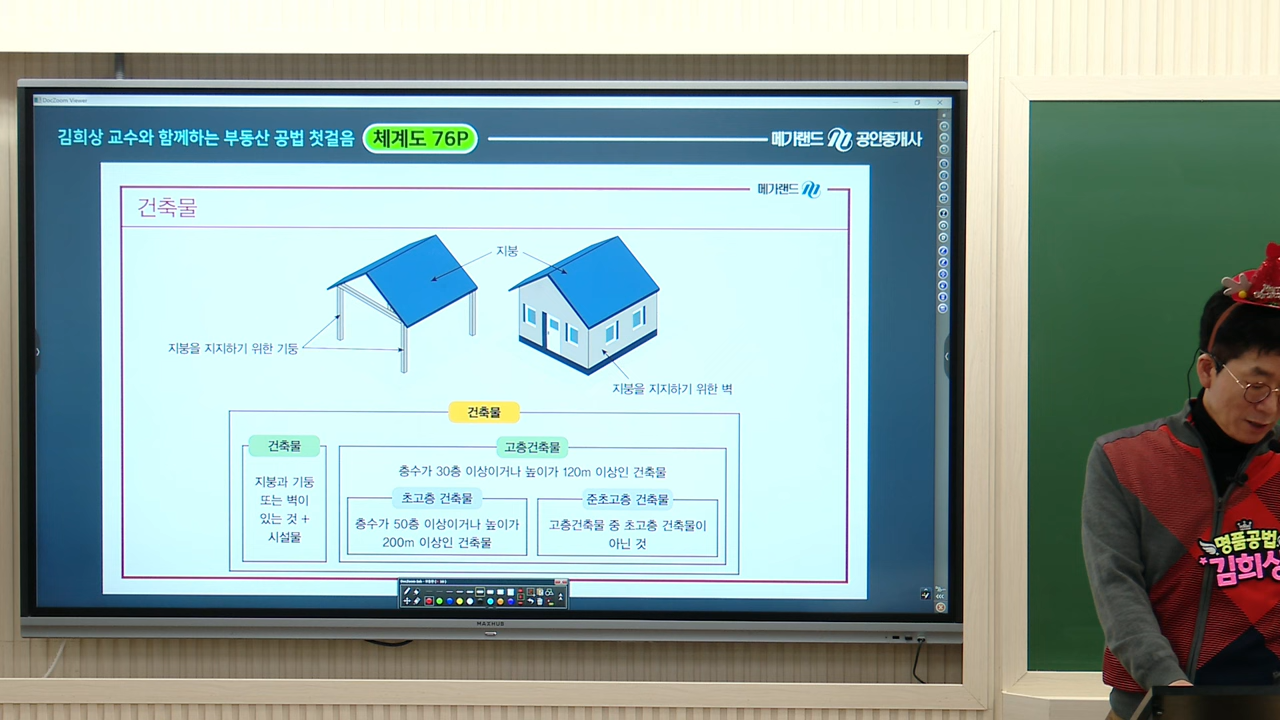 DocZoom Viewer
김희상 교수와 함께하는 부동산 공법 첫걸음 체계도 76P 메가랜드 공인중개사
메가랜드
건축물
지붕
지붕을 지지하기 위한 기둥
지붕을 지지하기 위한 벽
건축물
건축물
지붕과 기둥
또는 벽이
있는 것 +
시설물
고층건축물
층수가 30층 이상이거나 높이가 120m 이상인 건축물
초고층 건축물
층수가 50층 이상이거나 높이가
200m 이상인 건축물
준초고층 건축물
고층건축물 중 초고층 건축물이
아닌 것
MAXHUB
명품공법
김희상